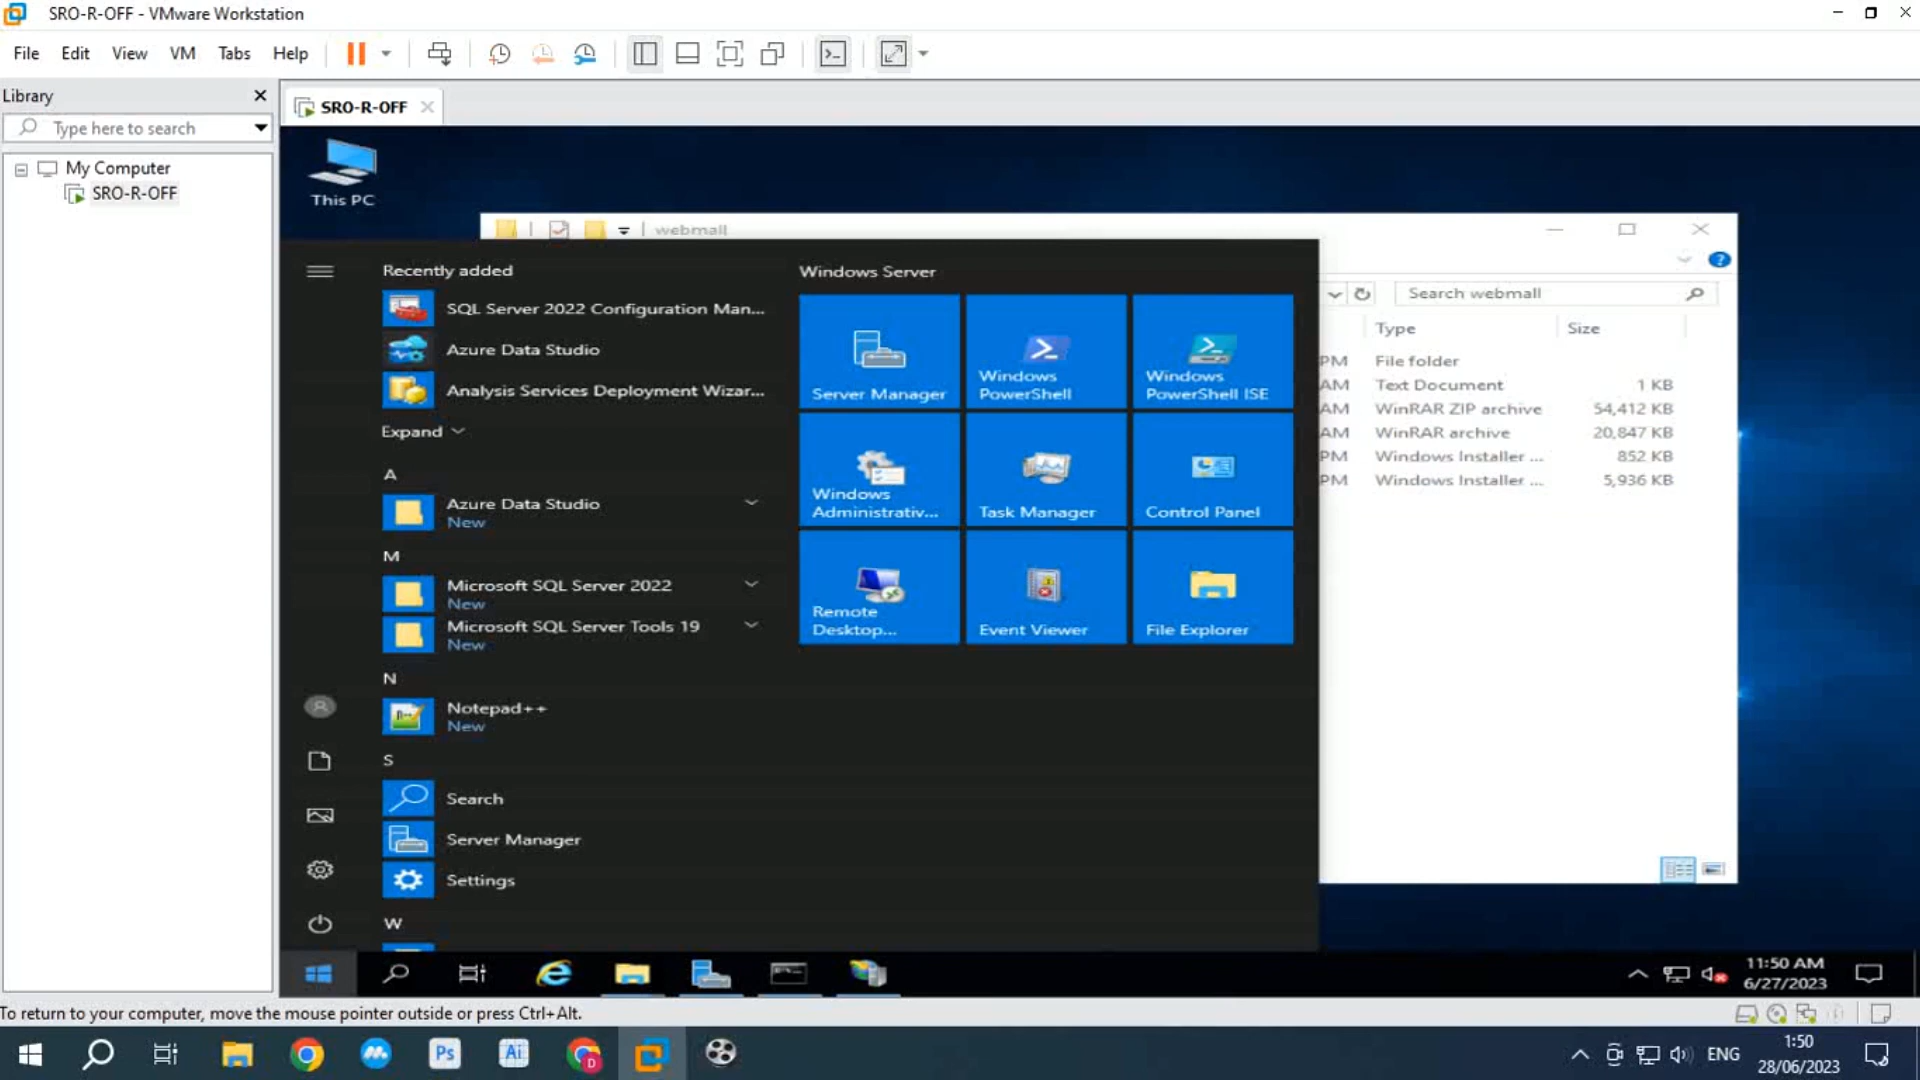 SRO-R-OFF - VMware Workstation
File Edit View VM Tabs Help
Library
Type here to search
My Computer
SRO-R-OFF
SRO-R-OFF
This PC
webmall
Search webmall
Type Size
PM File folder
AM Text Document 1 KB
AM WinRAR ZIP archive 54,412 KB
AM WinRAR archive 20,847 KB
PM Windows Installer ... 852 KB
PM Windows Installer ... 5,936 KB
Recently added
SQL Server 2022 Configuration Man...
Azure Data Studio
Analysis Services Deployment Wizar...
Expand
A
Azure Data Studio
New
M
Microsoft SQL Server 2022
New
Microsoft SQL Server Tools 19
New
N
Notepad++
New
S
Search
Server Manager
Settings
W
Windows Server
Server Manager
Windows
PowerShell
Windows
PowerShell ISE
Windows
Administrativ...
Task Manager
Control Panel
Remote
Desktop...
Event Viewer
File Explorer
11:50 AM
6/27/2023
To return to your computer, move the mouse pointer outside or press Ctrl+Alt.
Ps
Ai
D
ENG
1:50
28/06/2023